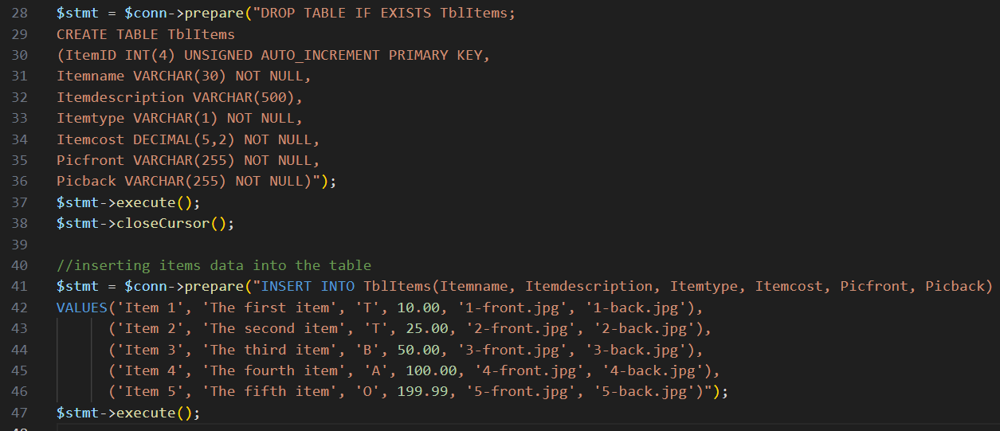 28 $stmt = $conn->prepare("DROP TABLE IF EXISTS TblItems;
29 CREATE TABLE TblItems
30 (ItemID INT(4) UNSIGNED AUTO_INCREMENT PRIMARY KEY,
31 Itemname VARCHAR(30) NOT NULL,
32 Itemdescription VARCHAR(500),
33 Itemtype VARCHAR(1) NOT NULL,
34 Itemcost DECIMAL(5,2) NOT NULL,
35 Picfront VARCHAR(255) NOT NULL,
36 Picback VARCHAR(255) NOT NULL)");
37 $stmt->execute();
38 $stmt->closeCursor();
39
40 //inserting items data into the table
41 $stmt = $conn->prepare("INSERT INTO TblItems(Itemname, Itemdescription, Itemtype, Itemcost, Picfront, Picback)
42 VALUES('Item 1', 'The first item', 'T', 10.00, '1-front.jpg', '1-back.jpg'),
43 ('Item 2', 'The second item', 'T', 25.00, '2-front.jpg', '2-back.jpg'),
44 ('Item 3', 'The third item', 'B', 50.00, '3-front.jpg', '3-back.jpg'),
45 ('Item 4', 'The fourth item', 'A', 100.00, '4-front.jpg', '4-back.jpg'),
46 ('Item 5', 'The fifth item', 'O', 199.99, '5-front.jpg', '5-back.jpg')");
47 $stmt->execute();